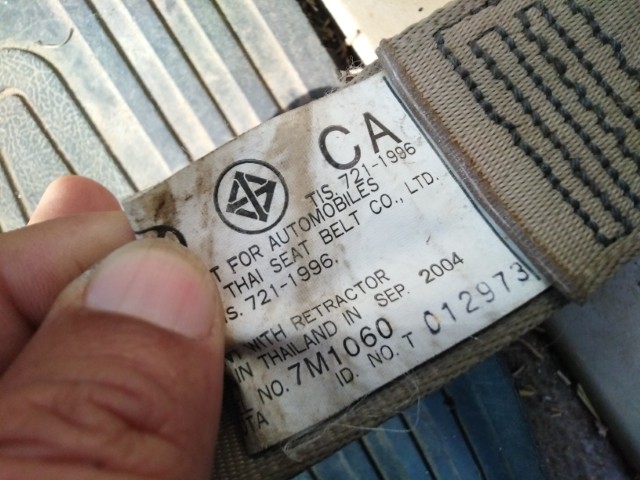 CA
TIS. 721-1996
FOR AUTOMOBILES
THAI SEAT BELT CO., LTD.
721-1996.
WITH RETRACTOR
IN THAILAND IN SEP. 2004
NO. 7M1060
ID. NO. T 012973